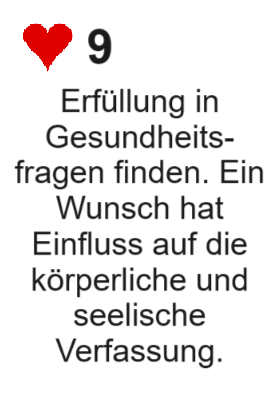 9
Erfüllung in
Gesundheits-
fragen finden. Ein
Wunsch hat
Einfluss auf die
körperliche und
seelische
Verfassung.